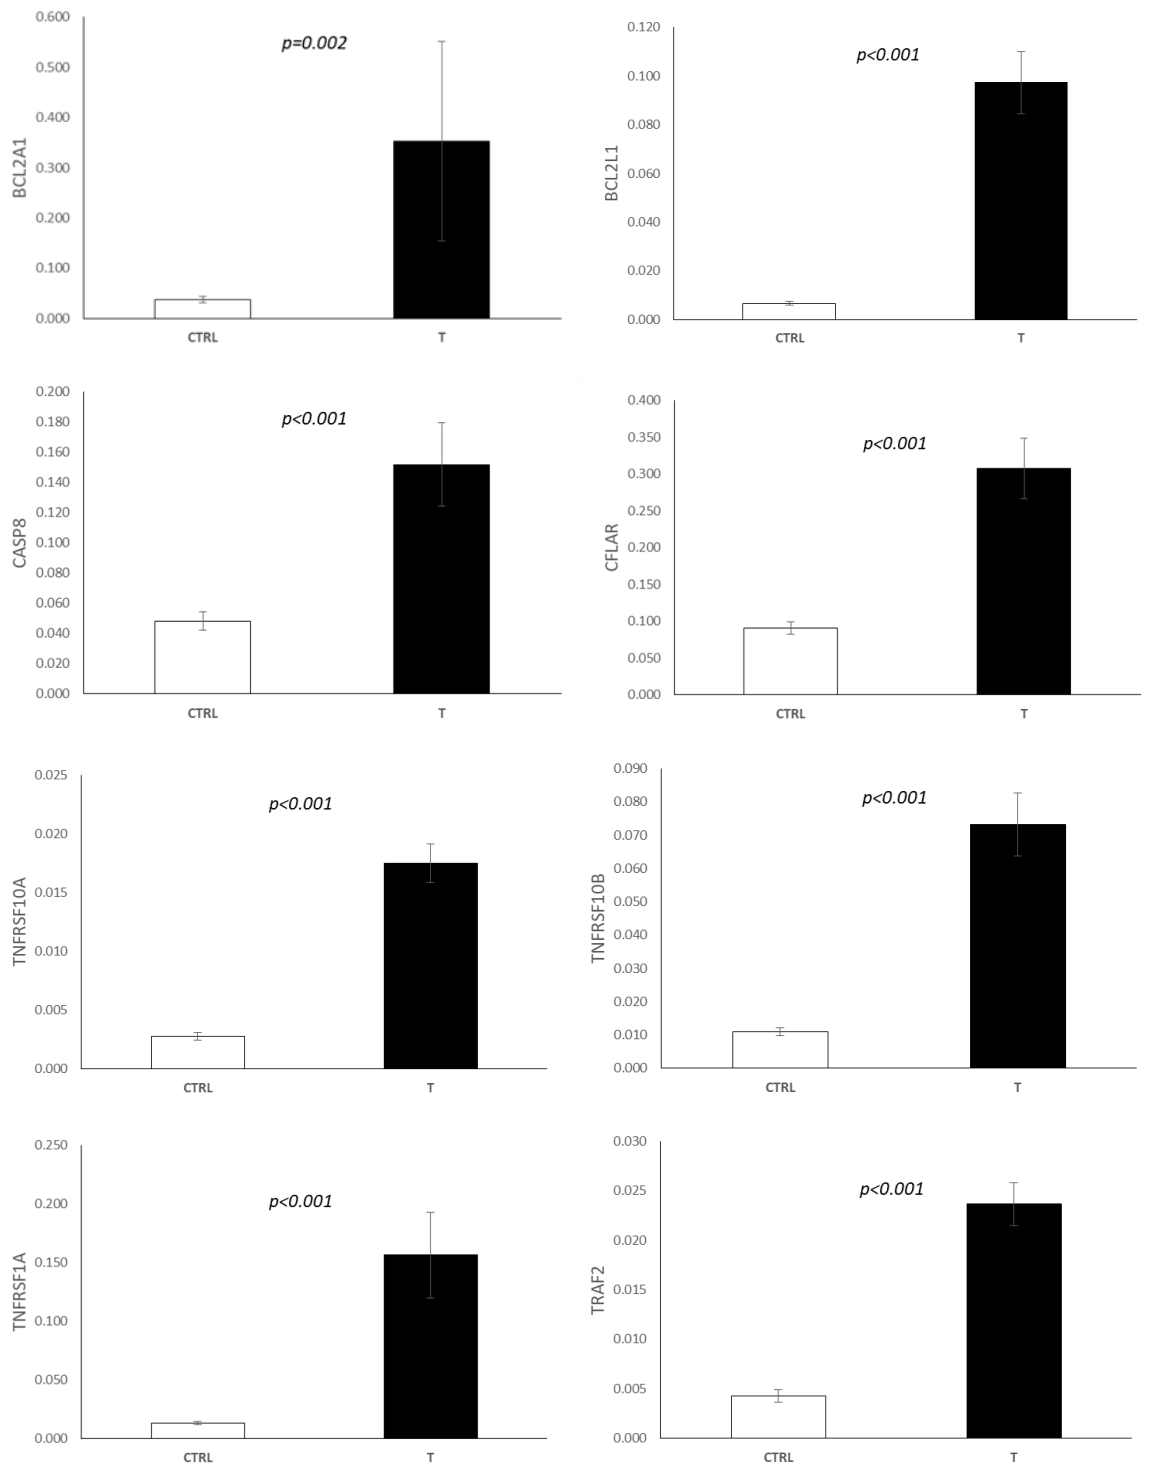 BCL2A1
0.600
0.500
0.400
0.300
0.200
0.100
0.000
p=0.002
CTRL
T
BCL2L1
0.120
0.100
0.080
0.060
0.040
0.020
0.000
p<0.001
CTRL
T
CASP8
0.200
0.180
0.160
0.140
0.120
0.100
0.080
0.060
0.040
0.020
0.000
p<0.001
CTRL
T
CFLAR
0.400
0.350
0.300
0.250
0.200
0.150
0.100
0.050
0.000
p<0.001
CTRL
T
TNFRSF10A
0.025
0.020
0.015
0.010
0.005
0.000
p<0.001
CTRL
T
TNFRSF10B
0.090
0.080
0.070
0.060
0.050
0.040
0.030
0.020
0.010
0.000
p<0.001
CTRL
T
TNFRSF1A
0.250
0.200
0.150
0.100
0.050
0.000
p<0.001
CTRL
T
TRAF2
0.030
0.025
0.020
0.015
0.010
0.005
0.000
p<0.001
CTRL
T